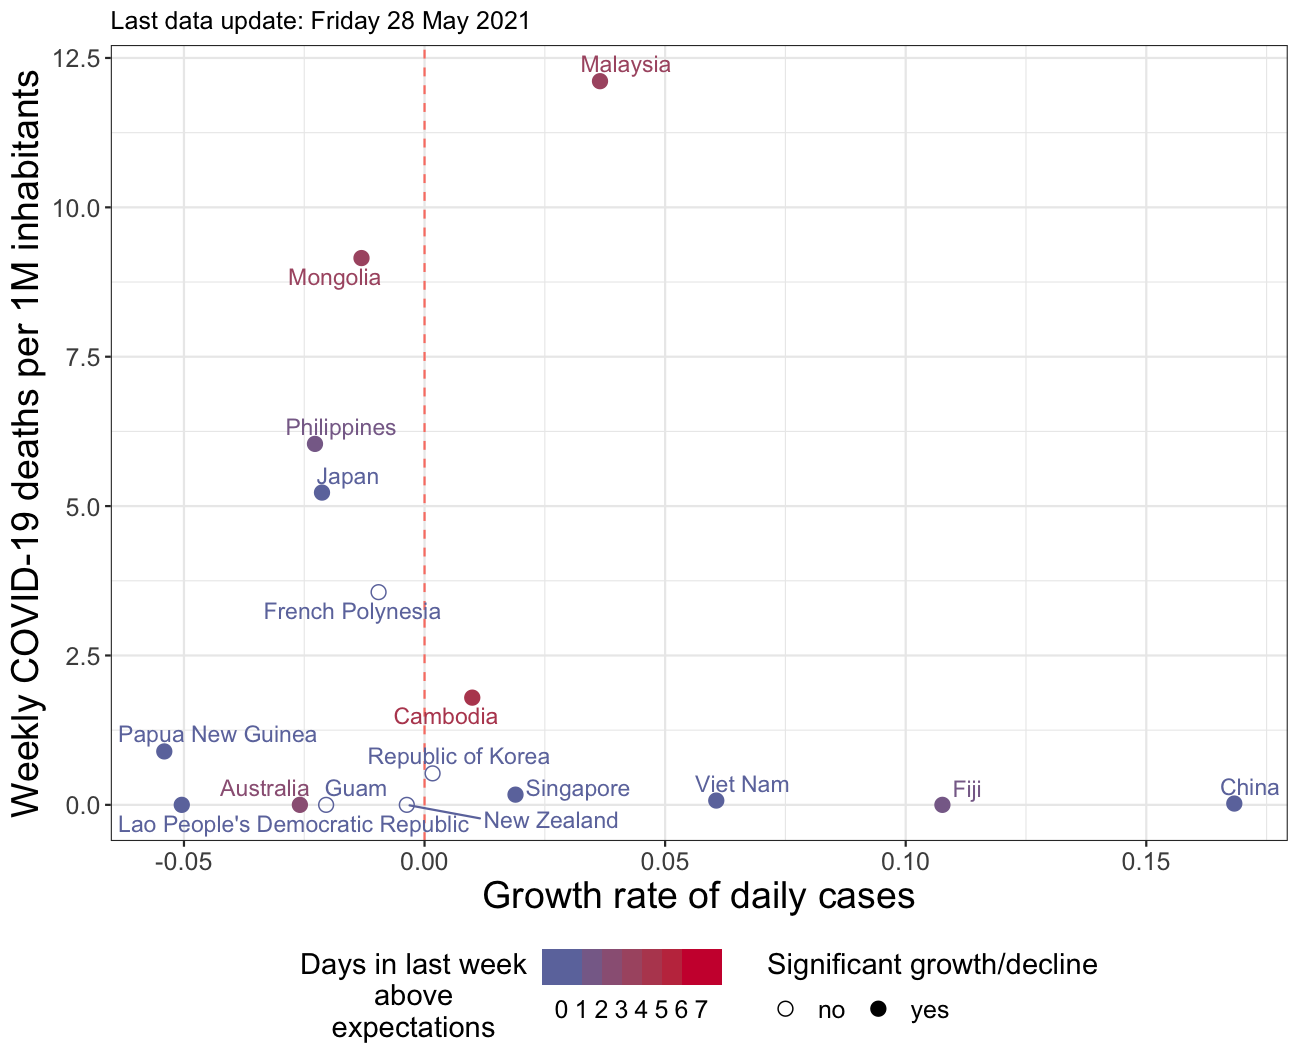 Last data update: Friday 28 May 2021
Weekly COVID-19 deaths per 1M inhabitants
12.5
10.0
7.5
5.0
2.5
0.0
Malaysia
Mongolia
Philippines
Japan
French Polynesia
Cambodia
Papua New Guinea
Republic of Korea
Australia
Guam
Singapore
Viet Nam
Fiji
China
Lao People's Democratic Republic
New Zealand
-0.05
0.00
0.05
0.10
0.15
Growth rate of daily cases
Days in last week
above
expectations
0 1 2 3 4 5 6 7
Significant growth/decline
no
yes